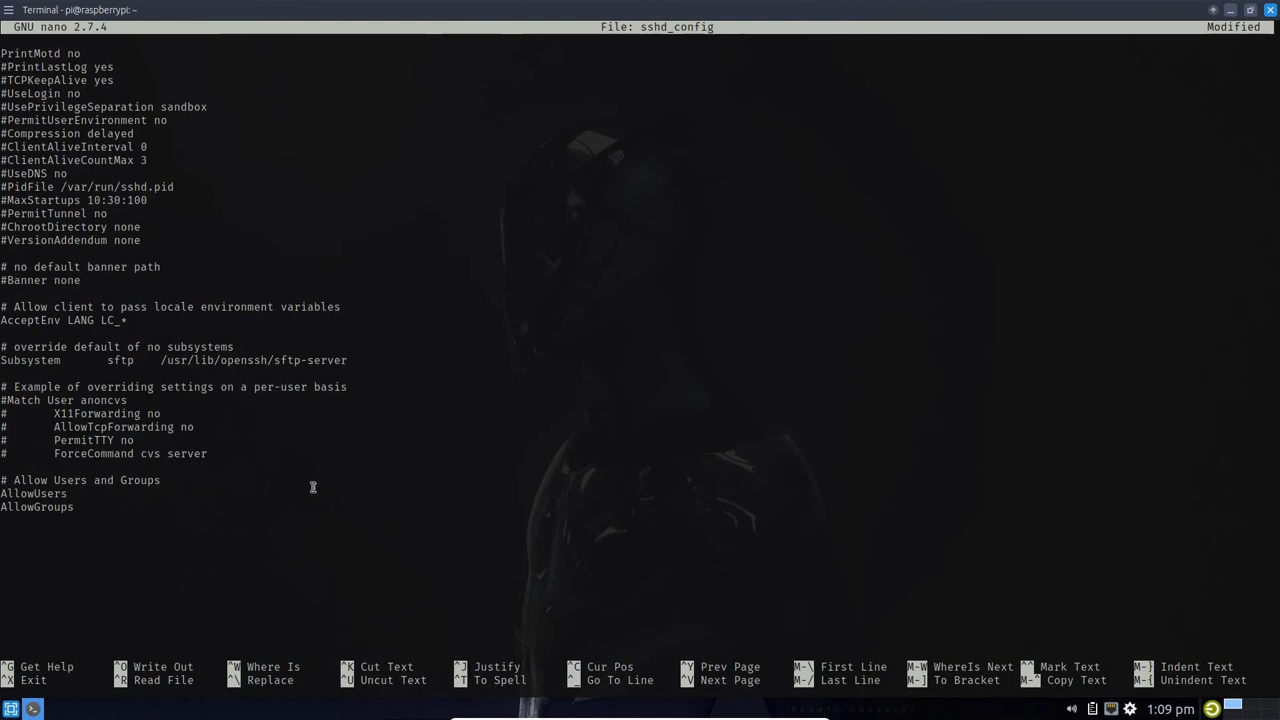 Terminal - pi@raspberrypi: ~
GNU nano 2.7.4 File: sshd_config Modified
PrintMotd no
#PrintLastLog yes
#TCPKeepAlive yes
#UseLogin no
#UsePrivilegeSeparation sandbox
#PermitUserEnvironment no
#Compression delayed
#ClientAliveInterval 0
#ClientAliveCountMax 3
#UseDNS no
#PidFile /var/run/sshd.pid
#MaxStartups 10:30:100
#PermitTunnel no
#ChrootDirectory none
#VersionAddendum none
# no default banner path
#Banner none
# Allow client to pass locale environment variables
AcceptEnv LANG LC_*
# override default of no subsystems
Subsystem sftp /usr/lib/openssh/sftp-server
# Example of overriding settings on a per-user basis
#Match User anoncvs
# X11Forwarding no
# AllowTcpForwarding no
# PermitTTY no
# ForceCommand cvs server
# Allow Users and Groups
AllowUsers
AllowGroups
^G Get Help ^O Write Out ^W Where Is ^K Cut Text ^J Justify ^C Cur Pos ^Y Prev Page M-\ First Line M-W WhereIs Next ^^ Mark Text M-} Indent Text
^X Exit ^R Read File ^\ Replace ^U Uncut Text ^T To Spell ^_ Go To Line ^V Next Page M-/ Last Line M-] To Bracket M-^ Copy Text M-{ Unindent Text
1:09 pm